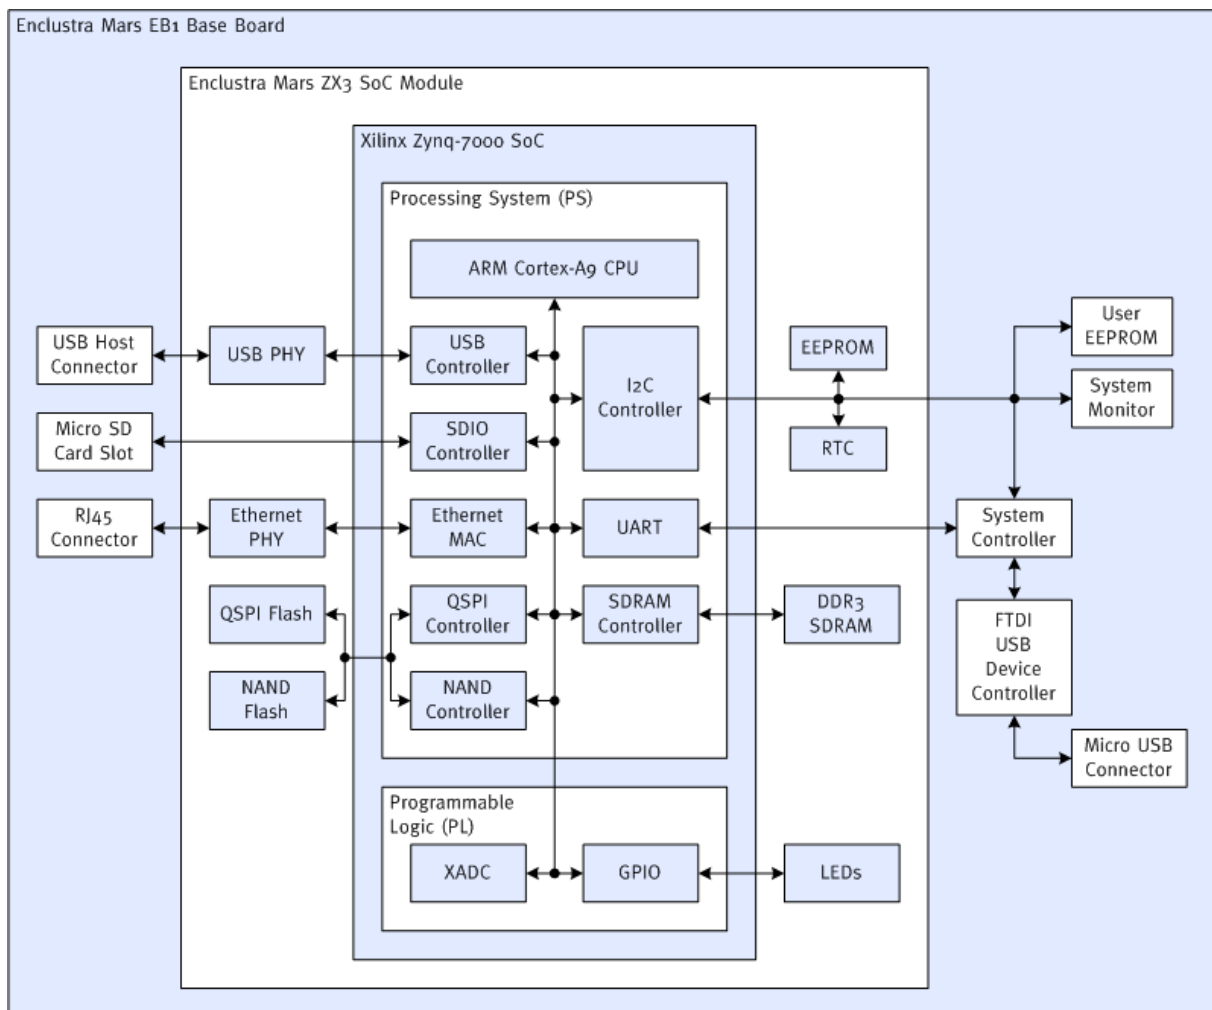 Enclustra Mars EB1 Base Board
Enclustra Mars ZX3 SoC Module
Xilinx Zynq-7000 SoC
Processing System (PS)
ARM Cortex-A9 CPU
USB Host
Connector
USB PHY
USB
Controller
I2C
Controller
EEPROM
User
EEPROM
System
Monitor
Micro SD
Card Slot
SDIO
Controller
RTC
RJ45
Connector
Ethernet
PHY
Ethernet
MAC
UART
System
Controller
QSPI Flash
QSPI
Controller
SDRAM
Controller
DDR3
SDRAM
FTDI
USB
Device
Controller
NAND
Flash
NAND
Controller
Micro USB
Connector
Programmable
Logic (PL)
XADC
GPIO
LEDs